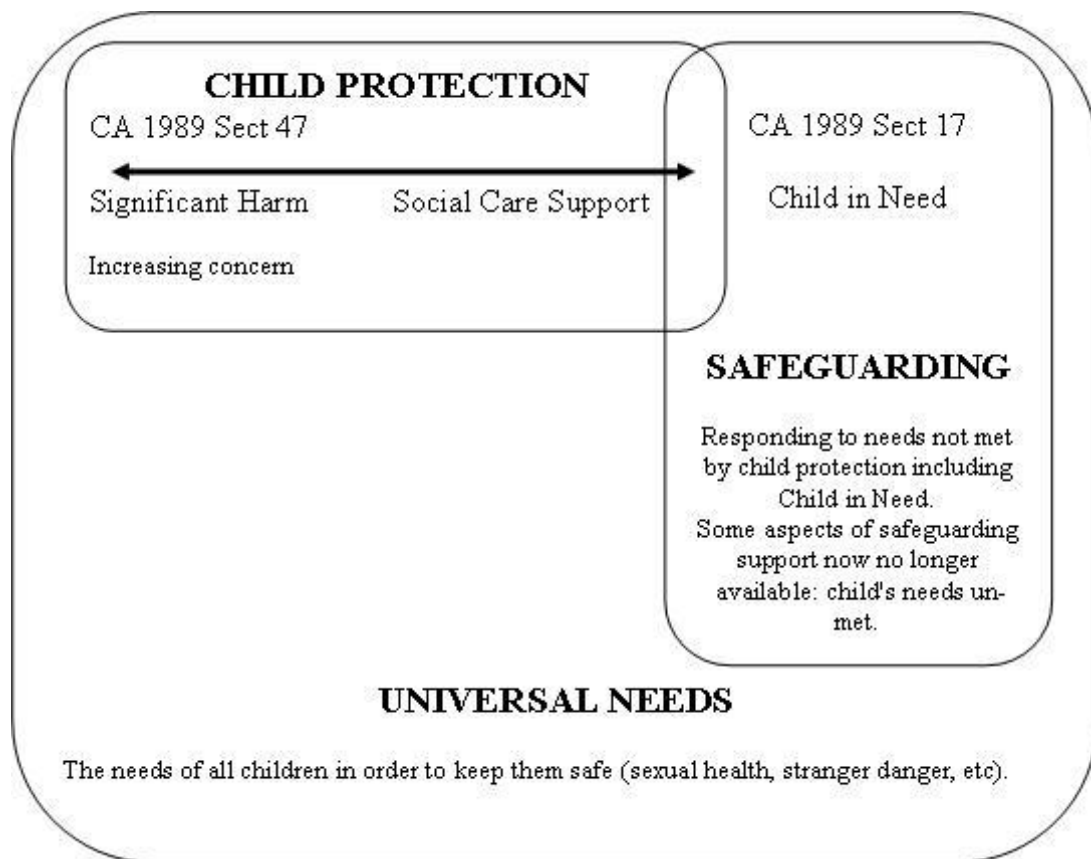 CHILD PROTECTION
CA 1989 Sect 47
Significant Harm
Social Care Support
Increasing concern
CA 1989 Sect 17
Child in Need
SAFEGUARDING
Responding to needs not met
by child protection including
Child in Need.
Some aspects of safeguarding
support now no longer
available: child's needs un-
met.
UNIVERSAL NEEDS
The needs of all children in order to keep them safe (sexual health, stranger danger, etc).